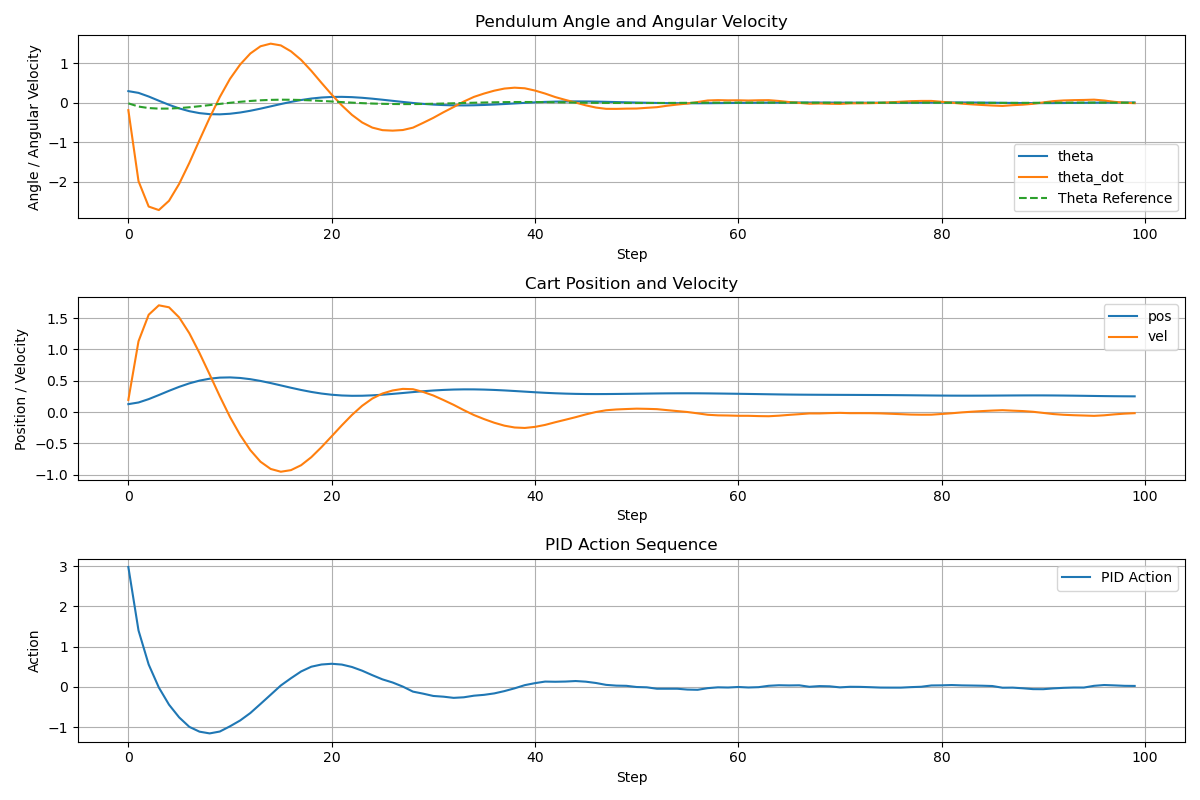 Pendulum Angle and Angular Velocity
Angle / Angular Velocity
1
0
−1
−2
theta
theta_dot
Theta Reference
0 20 40 60 80 100
Step
Cart Position and Velocity
Position / Velocity
1.5
1.0
0.5
0.0
−0.5
−1.0
pos
vel
0 20 40 60 80 100
Step
PID Action Sequence
Action
3
2
1
0
−1
PID Action
0 20 40 60 80 100
Step